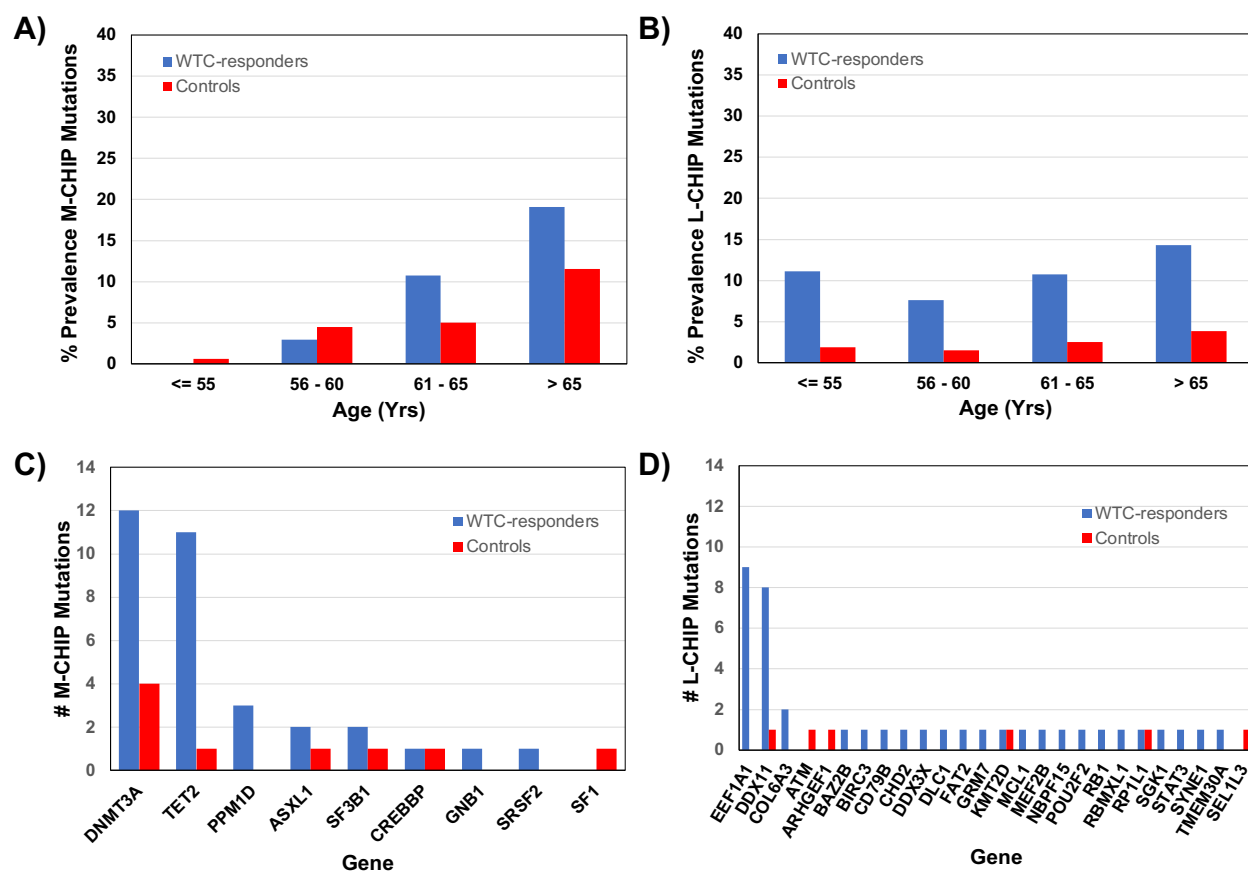 A)
WTC-responders
Controls
% Prevalence M-CHIP Mutations
40
35
30
25
20
15
10
5
0
<= 55
56 - 60
61 - 65
> 65
Age (Yrs)
B)
WTC-responders
Controls
% Prevalence L-CHIP Mutations
40
35
30
25
20
15
10
5
0
<= 55
56 - 60
61 - 65
> 65
Age (Yrs)
C)
WTC-responders
Controls
# M-CHIP Mutations
14
12
10
8
6
4
2
0
DNMT3A
TET2
PPM1D
ASXL1
SF3B1
CREBBP
GNB1
SRSF2
SF1
Gene
D)
WTC-responders
Controls
# L-CHIP Mutations
14
12
10
8
6
4
2
0
EEF1A1
DDX11
COL6A3
ATM
ARHGEF1
BAZ2B
BIRC3
CD79B
CHD2
DDX3X
DLC1
FAT2
GRM7
KMT2D
MCL1
MEF2B
NBPF15
POU2F2
RB1
RBMXL1
RP1L1
SGK1
STAT3
SYNE1
TMEM30A
SEL1L3
Gene